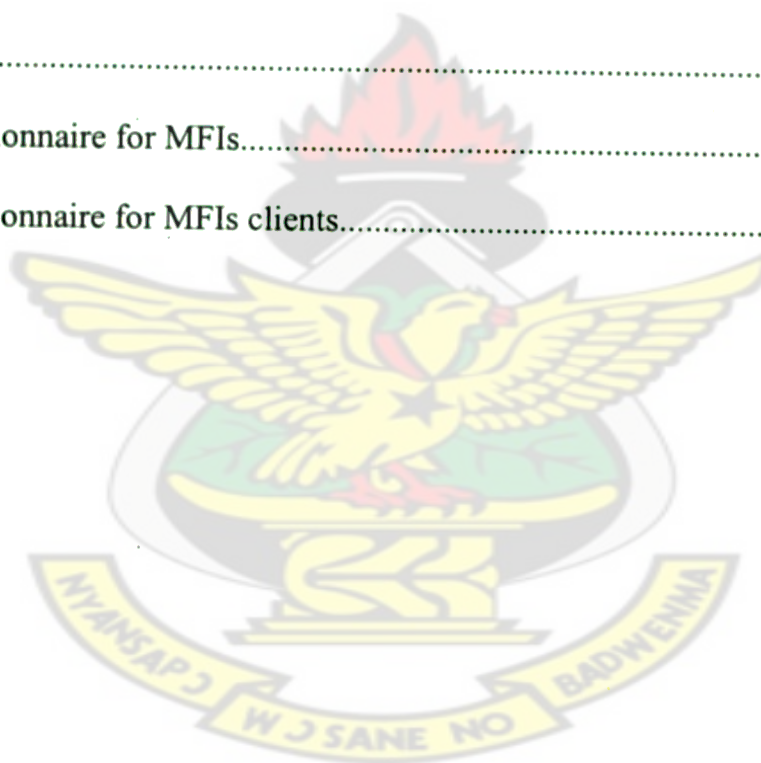 ................................................................................
onnaire for MFIs................................................................
onnaire for MFIs clients.......................................................
NYANSAPƆ WƆSANE NO BADWENMA